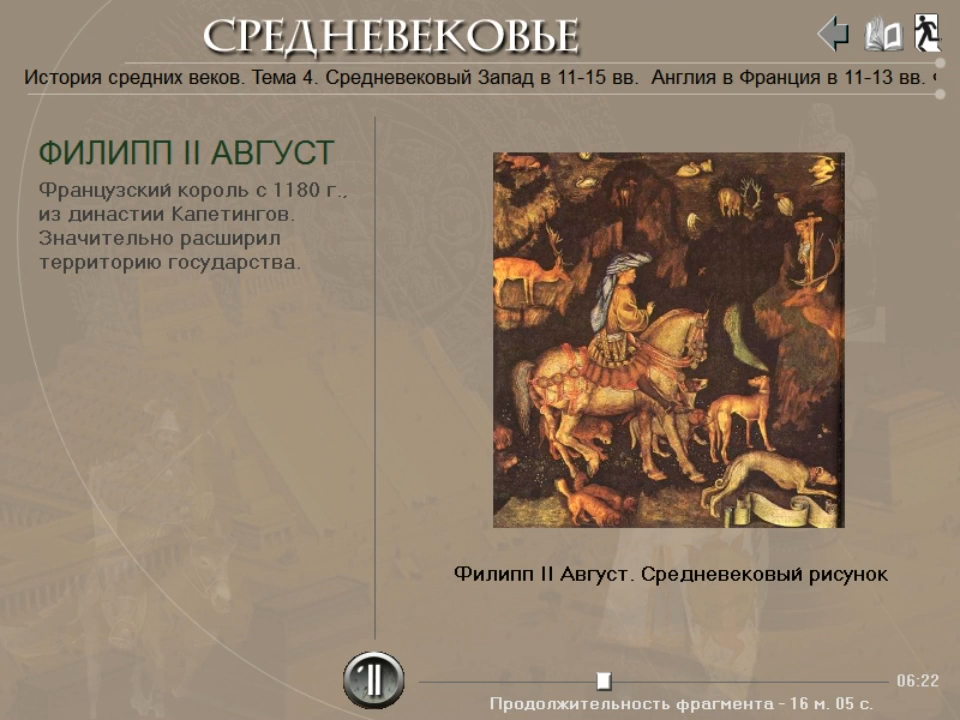 СРЕДНЕВЕКОВЬЕ
История средних веков. Тема 4. Средневековый Запад в 11-15 вв. Англия в Франция в 11-13 вв.
ФИЛИПП II АВГУСТ
Французский король с 1180 г.,
из династии Капетингов.
Значительно расширил
территорию государства.
Филипп II Август. Средневековый рисунок
06:22
Продолжительность фрагмента - 16 м. 05 с.